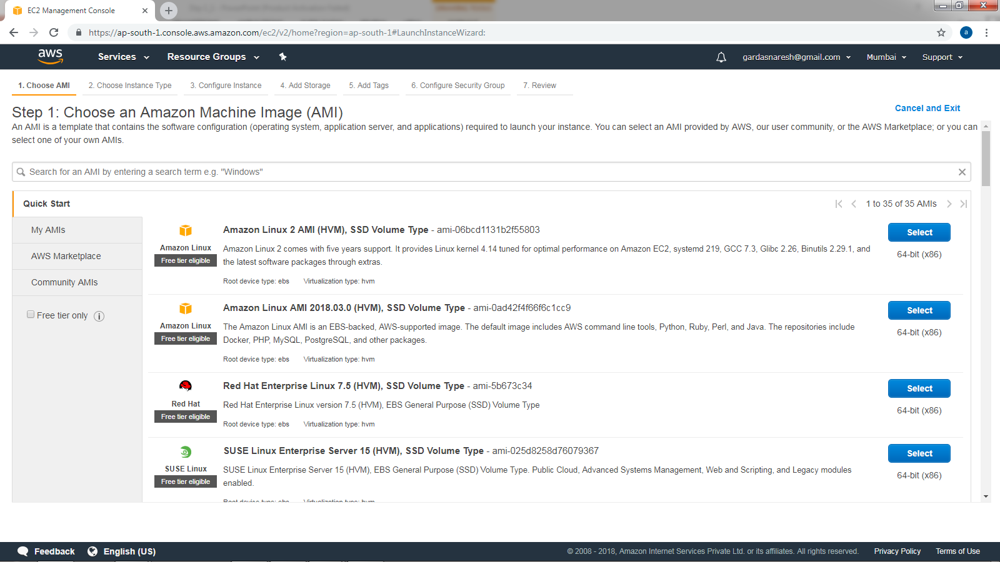 EC2 Management Console
https://ap-south-1.console.aws.amazon.com/ec2/v2/home?region=ap-south-1#LaunchInstanceWizard:
a
aws Services Resource Groups gardasnaresh@gmail.com Mumbai Support
1. Choose AMI 2. Choose Instance Type 3. Configure Instance 4. Add Storage 5. Add Tags 6. Configure Security Group 7. Review
Step 1: Choose an Amazon Machine Image (AMI)
Cancel and Exit
An AMI is a template that contains the software configuration (operating system, application server, and applications) required to launch your instance. You can select an AMI provided by AWS, our user community, or the AWS Marketplace; or you can
select one of your own AMIs.
Search for an AMI by entering a search term e.g. "Windows"
Quick Start
1 to 35 of 35 AMIs
My AMIs
AWS Marketplace
Community AMIs
Free tier only
Amazon Linux
Free tier eligible
Amazon Linux 2 AMI (HVM), SSD Volume Type - ami-06bcd1131b2f55803
Amazon Linux 2 comes with five years support. It provides Linux kernel 4.14 tuned for optimal performance on Amazon EC2, systemd 219, GCC 7.3, Glibc 2.26, Binutils 2.29.1, and
the latest software packages through extras.
Root device type: ebs Virtualization type: hvm
Select
64-bit (x86)
Amazon Linux
Free tier eligible
Amazon Linux AMI 2018.03.0 (HVM), SSD Volume Type - ami-0ad42f4f66f6c1cc9
The Amazon Linux AMI is an EBS-backed, AWS-supported image. The default image includes AWS command line tools, Python, Ruby, Perl, and Java. The repositories include
Docker, PHP, MySQL, PostgreSQL, and other packages.
Root device type: ebs Virtualization type: hvm
Select
64-bit (x86)
Red Hat
Free tier eligible
Red Hat Enterprise Linux 7.5 (HVM), SSD Volume Type - ami-5b673c34
Red Hat Enterprise Linux version 7.5 (HVM), EBS General Purpose (SSD) Volume Type
Root device type: ebs Virtualization type: hvm
Select
64-bit (x86)
SUSE Linux
Free tier eligible
SUSE Linux Enterprise Server 15 (HVM), SSD Volume Type - ami-025d8258d76079367
SUSE Linux Enterprise Server 15 (HVM), EBS General Purpose (SSD) Volume Type. Public Cloud, Advanced Systems Management, Web and Scripting, and Legacy modules
enabled.
Root device type: ebs Virtualization type: hvm
Select
64-bit (x86)
Feedback English (US) © 2008 - 2018, Amazon Internet Services Private Ltd. or its affiliates. All rights reserved. Privacy Policy Terms of Use